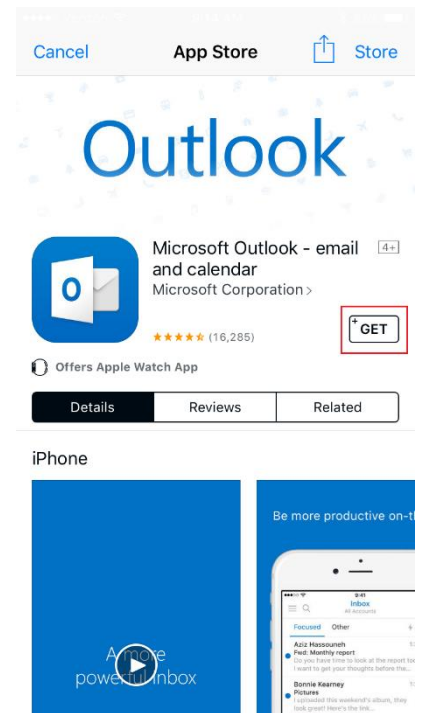 Cancel App Store Store
Outlook
Microsoft Outlook - email 4+
and calendar
Microsoft Corporation >
(16,285)
+ GET
Offers Apple Watch App
Details Reviews Related
iPhone
A more
powerful inbox
Be more productive on-t
9:41
Inbox
All Accounts
Focused Other
Aziz Hassouneh
Fwd: Monthly report
Do you have time to look at the report
I want to get your thoughts before the...
Bonnie Kearney
Pictures
I uploaded this weekend's album, they
look great! Here's the link...